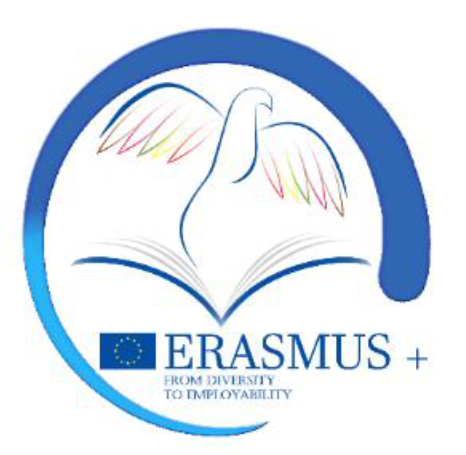 ERASMUS +
FROM DIVERSITY
TO EMPLOYABILITY